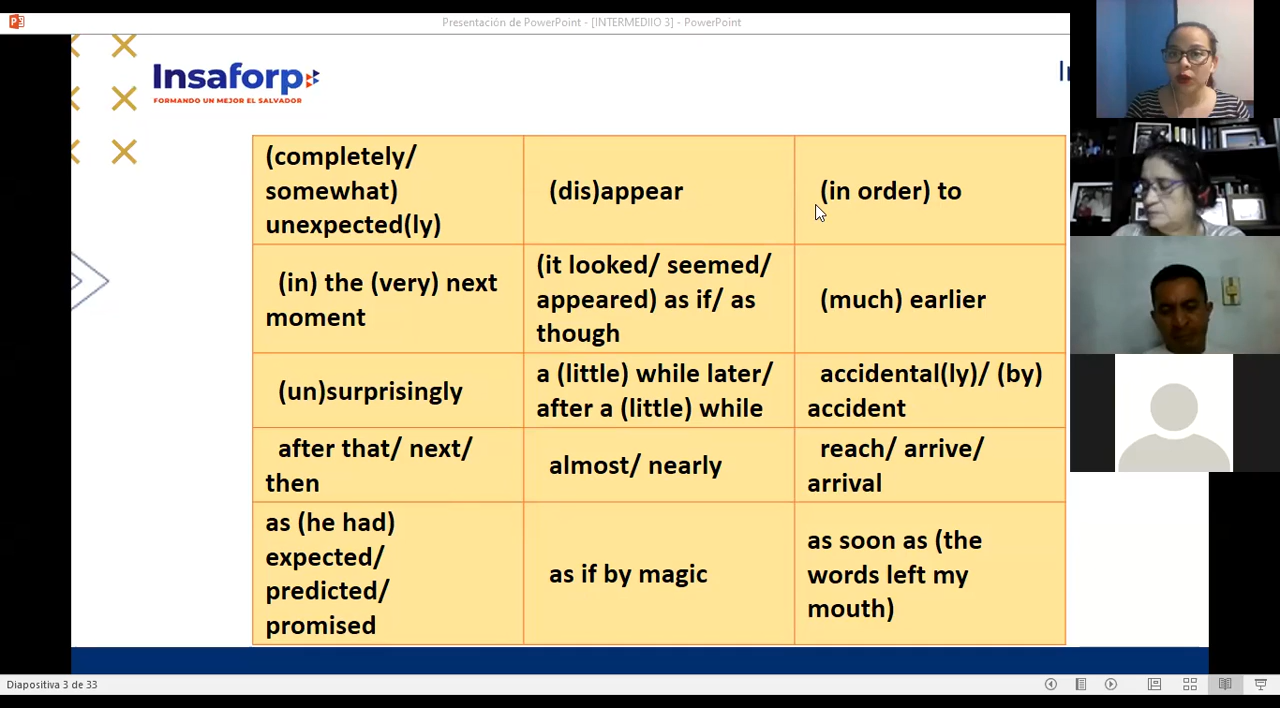 Presentación de PowerPoint - [INTERMEDIIO 3] - PowerPoint
Insaforp
FORMANDO UN MEJOR EL SALVADOR
(completely/
somewhat)
unexpected(ly)
(dis)appear
(in order) to
(in) the (very) next
moment
(it looked/ seemed/
appeared) as if/ as
though
(much) earlier
(un)surprisingly
a (little) while later/
after a (little) while
accidental(ly)/ (by)
accident
after that/ next/
then
almost/ nearly
reach/ arrive/
arrival
as (he had)
expected/
predicted/
promised
as if by magic
as soon as (the
words left my
mouth)
Diapositiva 3 de 33